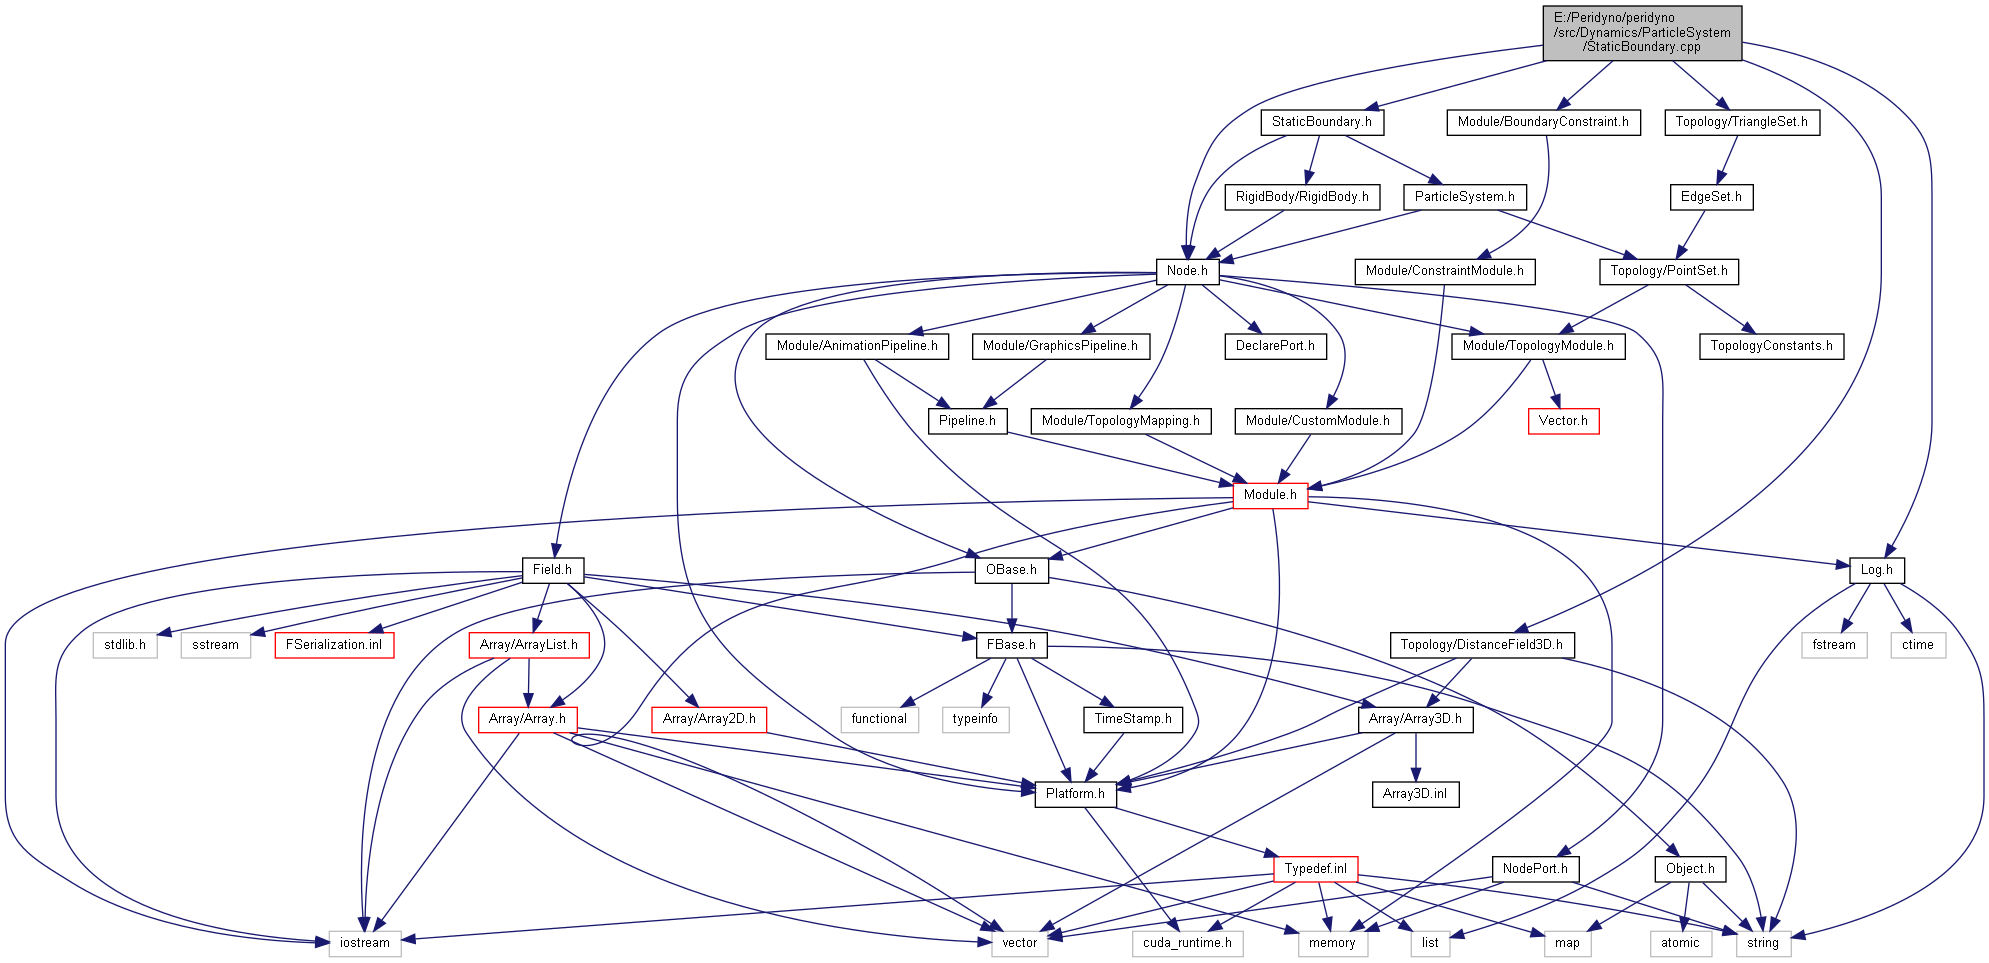 E:/Peridyno/peridyno
/src/Dynamics/ParticleSystem
/StaticBoundary.cpp
StaticBoundary.h
Module/BoundaryConstraint.h
Topology/TriangleSet.h
RigidBody/RigidBody.h
ParticleSystem.h
EdgeSet.h
Node.h
Module/ConstraintModule.h
Topology/PointSet.h
Module/AnimationPipeline.h
Module/GraphicsPipeline.h
DeclarePort.h
Module/TopologyModule.h
TopologyConstants.h
Pipeline.h
Module/TopologyMapping.h
Module/CustomModule.h
Vector.h
Module.h
Field.h
OBase.h
Log.h
stdlib.h
sstream
FSerialization.inl
Array/ArrayList.h
FBase.h
Topology/DistanceField3D.h
fstream
ctime
Array/Array.h
Array/Array2D.h
functional
typeinfo
TimeStamp.h
Array/Array3D.h
Platform.h
Array3D.inl
Typedef.inl
NodePort.h
Object.h
iostream
vector
cuda_runtime.h
memory
list
map
atomic
string